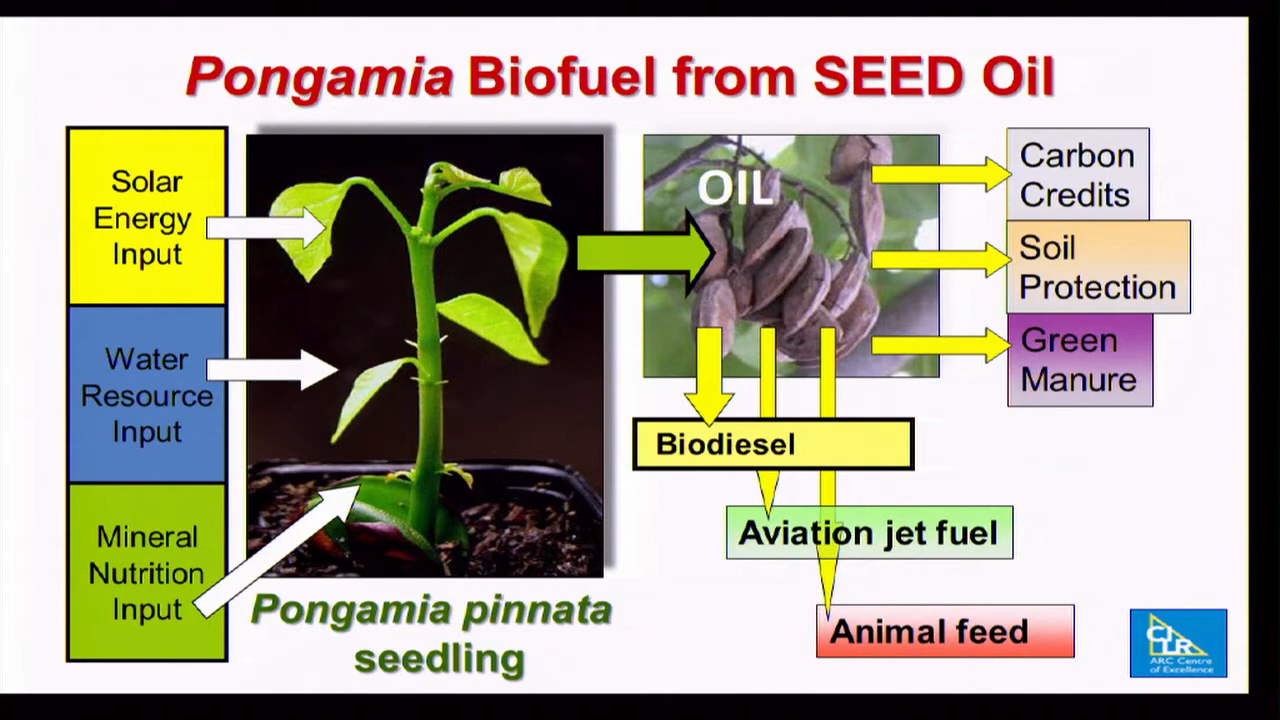 Pongamia Biofuel from SEED Oil
Solar
Energy
Input
Water
Resource
Input
Mineral
Nutrition
Input
Pongamia pinnata
seedling
OIL
Carbon
Credits
Soil
Protection
Green
Manure
Biodiesel
Aviation jet fuel
Animal feed
CILR
ARC Centre
of Excellence